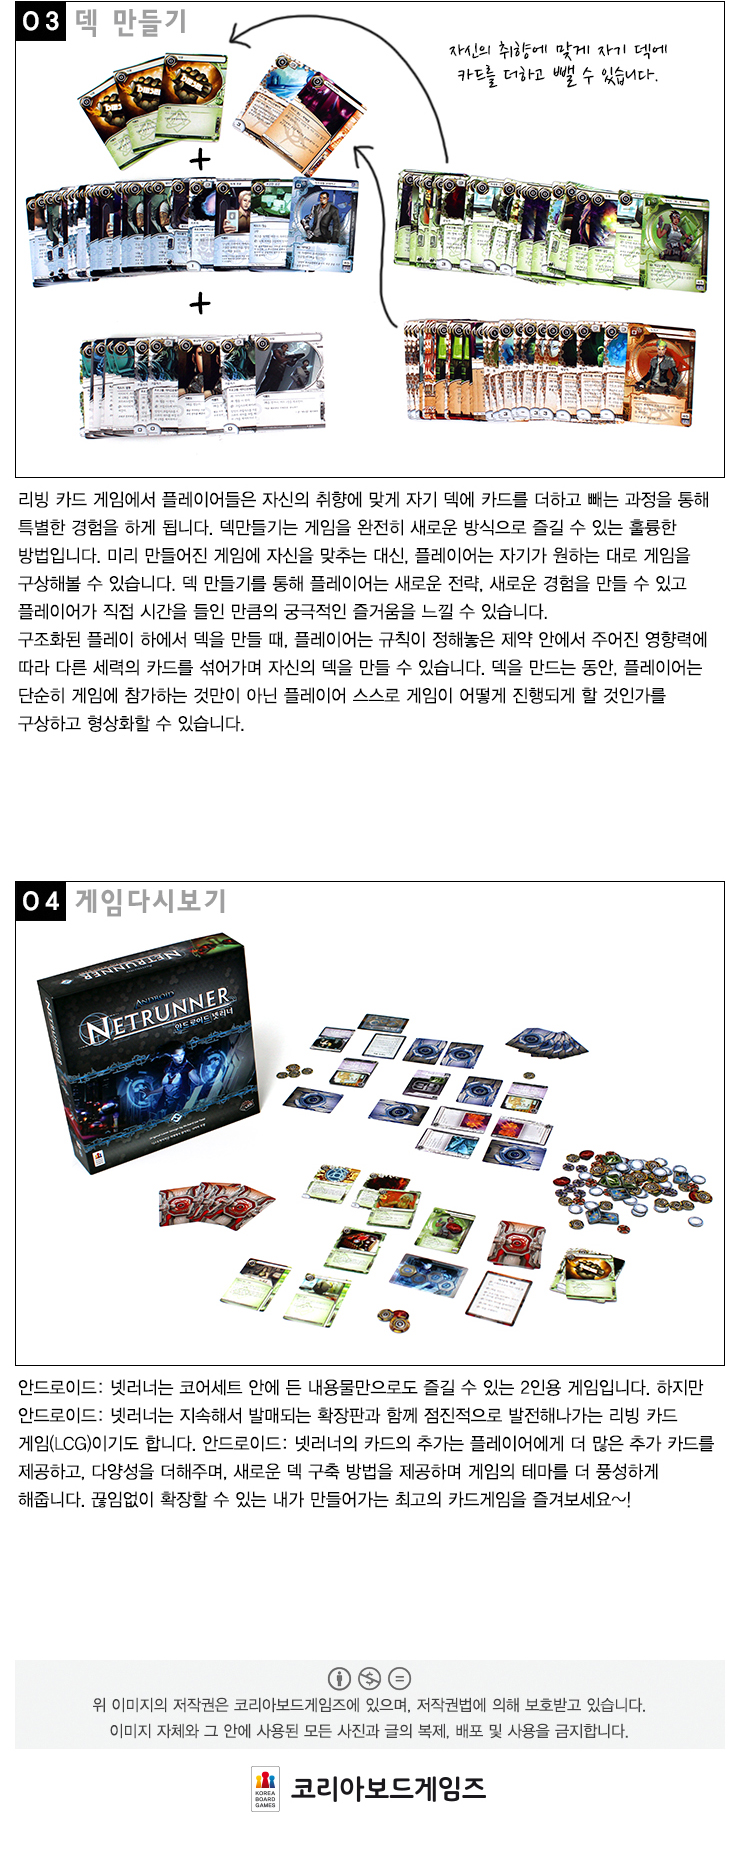 03 덱 만들기
자신의 취향에 맞게 자기 덱에
카드를 더하고 뺄 수 있습니다.
리빙 카드 게임에서 플레이어들은 자신의 취향에 맞게 자기 덱에 카드를 더하고 빼는 과정을 통해
특별한 경험을 하게 됩니다. 덱만들기는 게임을 완전히 새로운 방식으로 즐길 수 있는 훌륭한
방법입니다. 미리 만들어진 게임에 자신을 맞추는 대신, 플레이어는 자기가 원하는 대로 게임을
구상해볼 수 있습니다. 덱 만들기를 통해 플레이어는 새로운 전략, 새로운 경험을 만들 수 있고
플레이어가 직접 시간을 들인 만큼의 궁극적인 즐거움을 느낄 수 있습니다.
구조화된 플레이 하에서 덱을 만들 때, 플레이어는 규칙이 정해놓은 제약 안에서 주어진 영향력에
따라 다른 세력의 카드를 섞어가며 자신의 덱을 만들 수 있습니다. 덱을 만드는 동안, 플레이어는
단순히 게임에 참가하는 것만이 아닌 플레이어 스스로 게임이 어떻게 진행되게 할 것인가를
구상하고 형상화할 수 있습니다.
04 게임다시보기
ANDROID
NETRUNNER
안드로이드 넷러너
NETRUNNER
안드로이드: 넷러너는 코어세트 안에 든 내용물만으로도 즐길 수 있는 2인용 게임입니다. 하지만
안드로이드: 넷러너는 지속해서 발매되는 확장판과 함께 점진적으로 발전해나가는 리빙 카드
게임(LCG)이기도 합니다. 안드로이드: 넷러너의 카드의 추가는 플레이어에게 더 많은 추가 카드를
제공하고, 다양성을 더해주며, 새로운 덱 구축 방법을 제공하며 게임의 테마를 더 풍성하게
해줍니다. 끊임없이 확장할 수 있는 내가 만들어가는 최고의 카드게임을 즐겨보세요~!
위 이미지의 저작권은 코리아보드게임즈에 있으며, 저작권법에 의해 보호받고 있습니다.
이미지 자체와 그 안에 사용된 모든 사진과 글의 복제, 배포 및 사용을 금지합니다.
KOREA
BOARD
GAMES
코리아보드게임즈